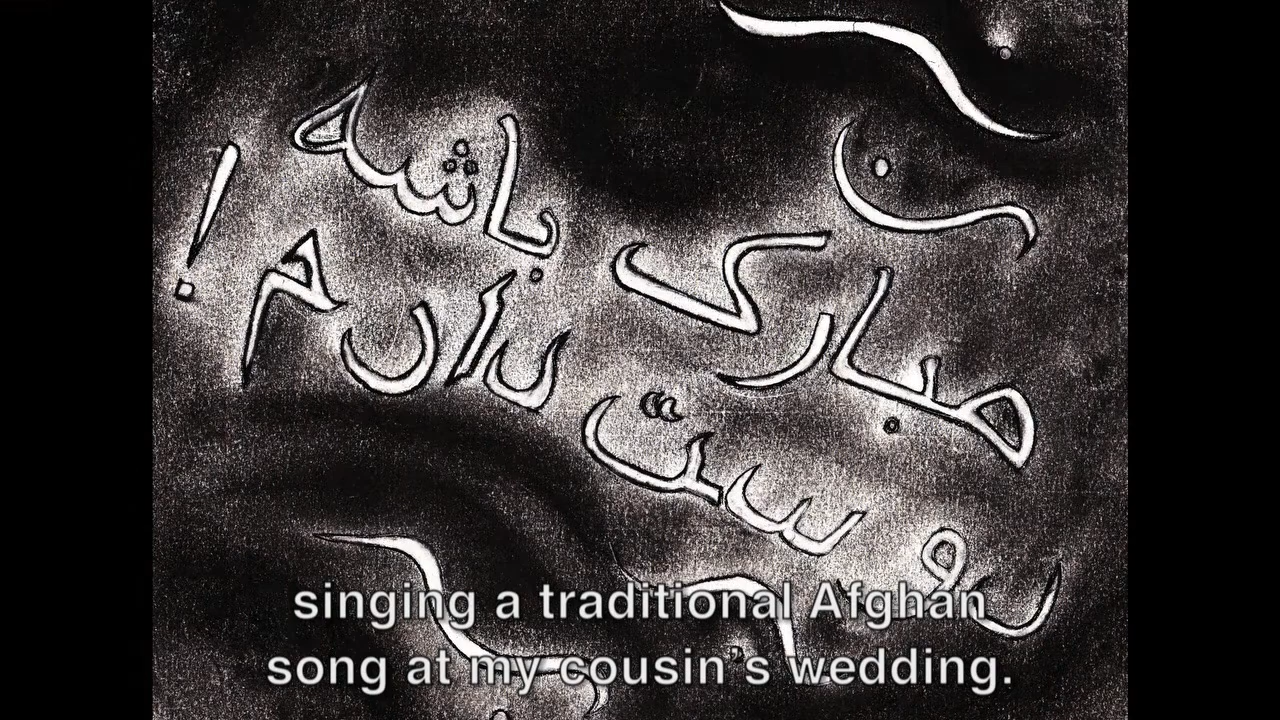 ن
مبارک باشه
دوست دارم!
singing a traditional Afghan
song at my cousin's wedding.